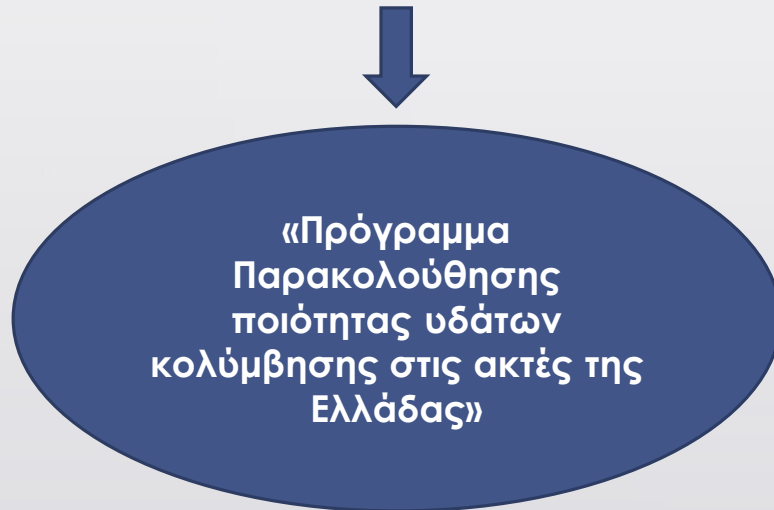 «Πρόγραμμα
Παρακολούθησης
ποιότητας υδάτων
κολύμβησης στις ακτές της
Ελλάδας»